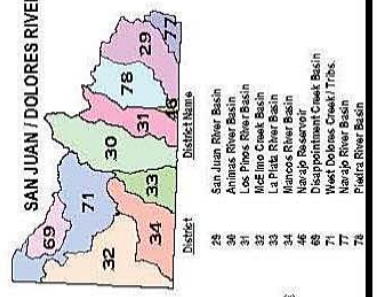 SAN JUAN / DOLORES RIVER
69
71
32
34
33
30
31
78
29
46
77
District District Name
29 San Juan River Basin
30 Animas River Basin
31 Los Pinos River Basin
32 McElmo Creek Basin
33 La Plata River Basin
34 Mancos River Basin
46 Navajo Reservoir
69 Disappointment Creek Basin
71 West Dolores Creek / Tribs.
77 Navajo River Basin
78 Piedra River Basin